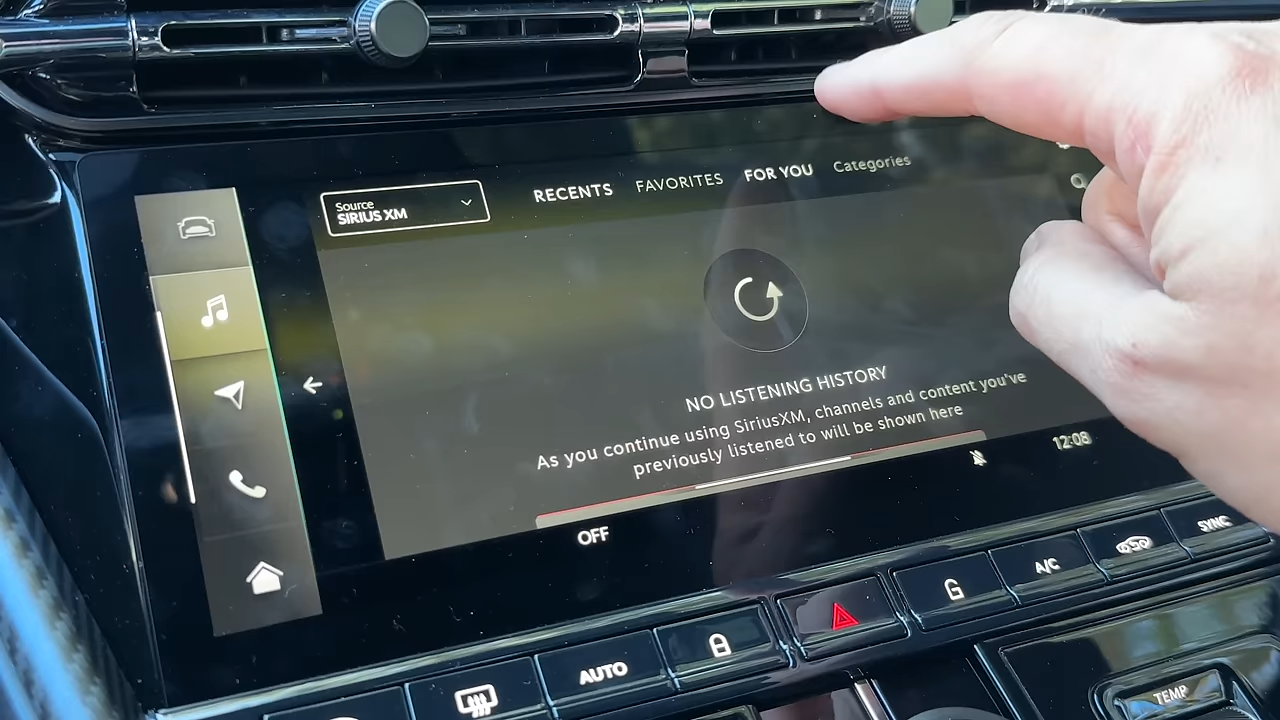 Source
SIRIUS XM
RECENTS FAVORITES FOR YOU Categories
NO LISTENING HISTORY
As you continue using SiriusXM, channels and content you've
previously listened to will be shown here
12:08
OFF
SYNC
A/C
AUTO
TEMP